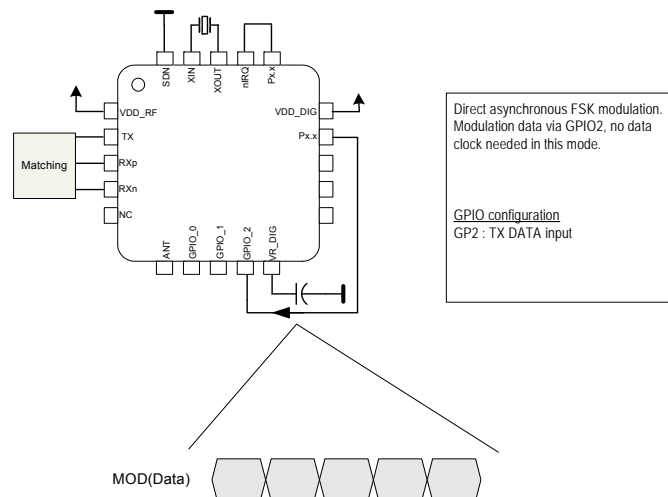 SDN
XIN
XOUT
nIRQ
Px.x
VDD_RF
VDD_DIG
TX
Px.x
Matching
RXp
RXn
NC
ANT
GPIO_0
GPIO_1
GPIO_2
VR_DIG
Direct asynchronous FSK modulation.
Modulation data via GPIO2, no data
clock needed in this mode.
GPIO configuration
GP2 : TX DATA input
MOD(Data)